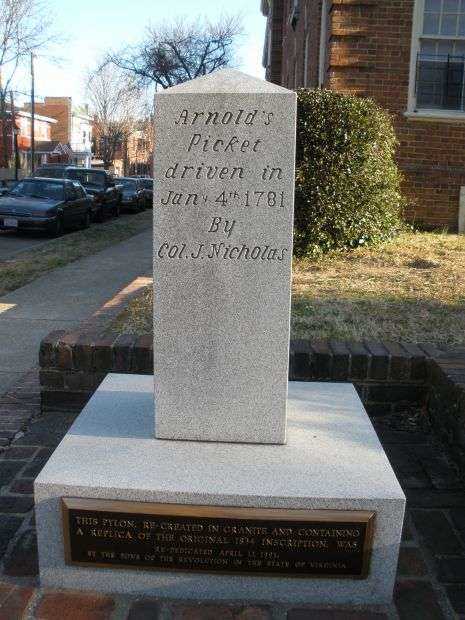 Arnold's
Picket
driven in
Jany 4th 1781
By
Col. J. Nicholas
THIS PYLON, RE-CREATED IN GRANITE AND CONTAINING
A REPLICA OF THE ORIGINAL 1834 INSCRIPTION, WAS
RE-DEDICATED APRIL 13, 1991,
BY THE SONS OF THE REVOLUTION IN THE STATE OF VIRGINIA